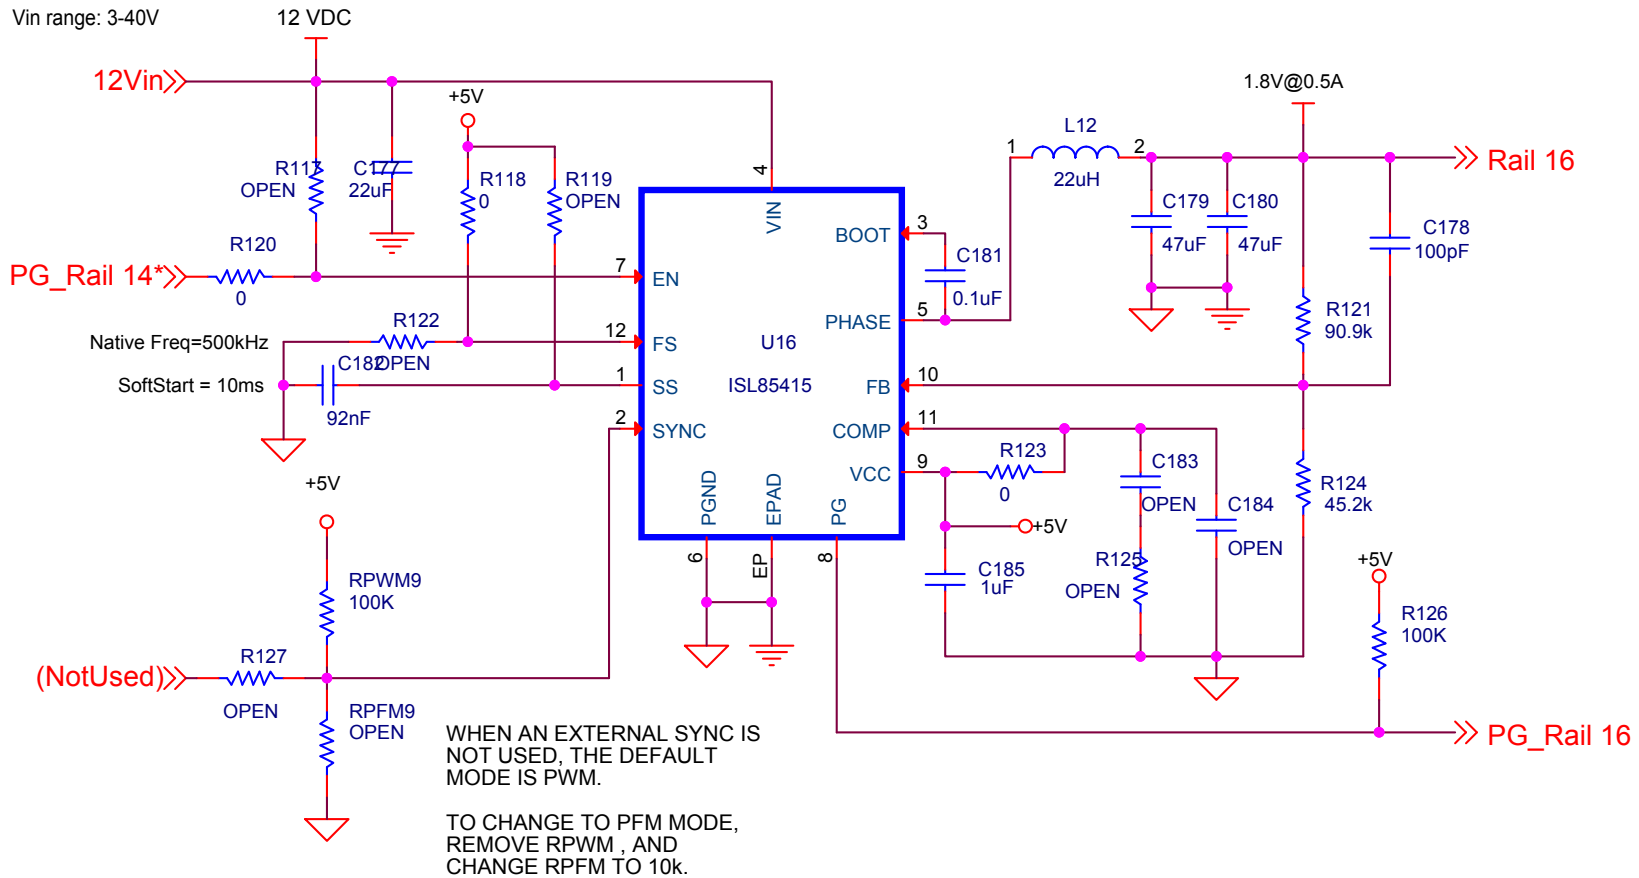 Vin range: 3-40V
12 VDC
12Vin
+5V
1.8V@0.5A
L12
1
2
22uH
Rail 16
R117
OPEN
C177
22uF
R118
0
R119
OPEN
4
VIN
3
BOOT
C179
47uF
C180
47uF
C178
100pF
R120
0
PG_Rail 14*
7
EN
C181
0.1uF
5
PHASE
R121
90.9k
Native Freq=500kHz
R122
OPEN
12
FS
U16
SoftStart = 10ms
C182
92nF
1
SS
ISL85415
FB
10
2
SYNC
COMP
11
VCC
9
R123
0
C183
OPEN
R124
45.2k
C184
OPEN
PGND
EPAD
PG
6
EP
8
+5V
+5V
C185
1uF
R125
OPEN
+5V
R126
100K
RPWM9
100K
(NotUsed)
R127
OPEN
RPFM9
OPEN
PG_Rail 16
WHEN AN EXTERNAL SYNC IS
NOT USED, THE DEFAULT
MODE IS PWM.
TO CHANGE TO PFM MODE,
REMOVE RPWM , AND
CHANGE RPFM TO 10k.